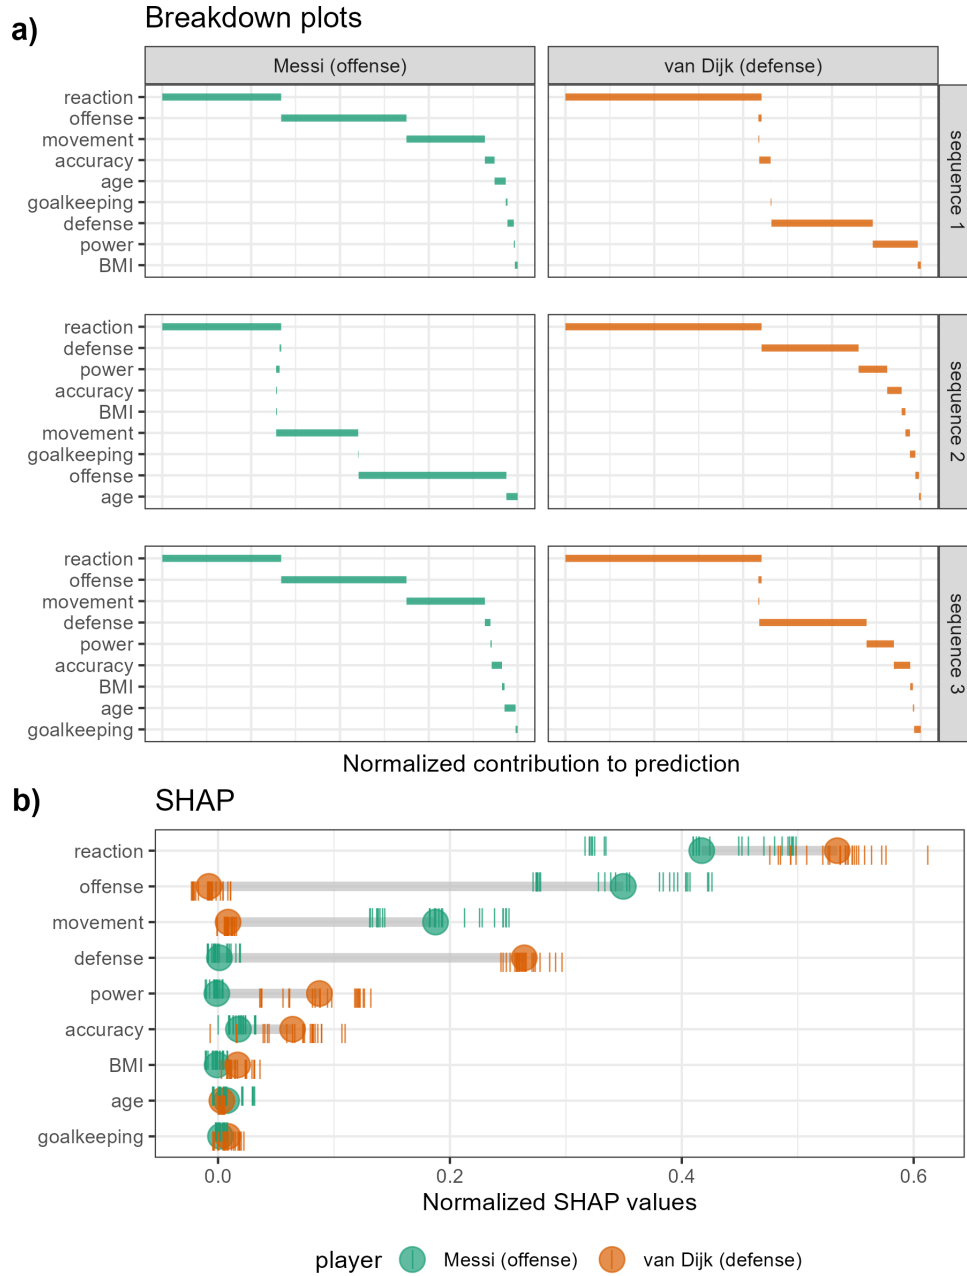 a)
Breakdown plots
Messi (offense)
van Dijk (defense)
reaction
offense
movement
accuracy
age
goalkeeping
defense
power
BMI
sequence 1
reaction
defense
power
accuracy
BMI
movement
goalkeeping
offense
age
sequence 2
reaction
offense
movement
defense
power
accuracy
BMI
age
goalkeeping
sequence 3
Normalized contribution to prediction
b)
SHAP
reaction
offense
movement
defense
power
accuracy
BMI
age
goalkeeping
0.0 0.2 0.4 0.6
Normalized SHAP values
player Messi (offense) van Dijk (defense)